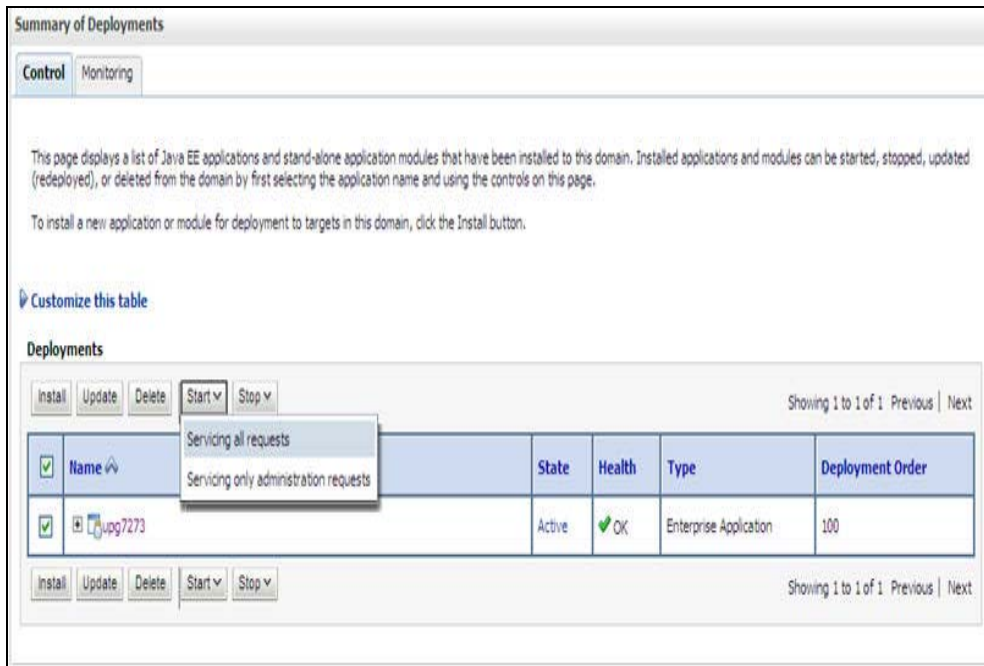 Summary of Deployments
Control Monitoring
This page displays a list of Java EE applications and stand-alone application modules that have been installed to this domain. Installed applications and modules can be started, stopped, updated
(redeployed), or deleted from the domain by first selecting the application name and using the controls on this page.
To install a new application or module for deployment to targets in this domain, click the Install button.
Customize this table
Deployments
Install Update Delete Start Stop Showing 1 to 1 of 1 Previous | Next
Servicing all requests
Servicing only administration requests
Name State Health Type Deployment Order
upg7273 Active OK Enterprise Application 100
Install Update Delete Start Stop Showing 1 to 1 of 1 Previous | Next